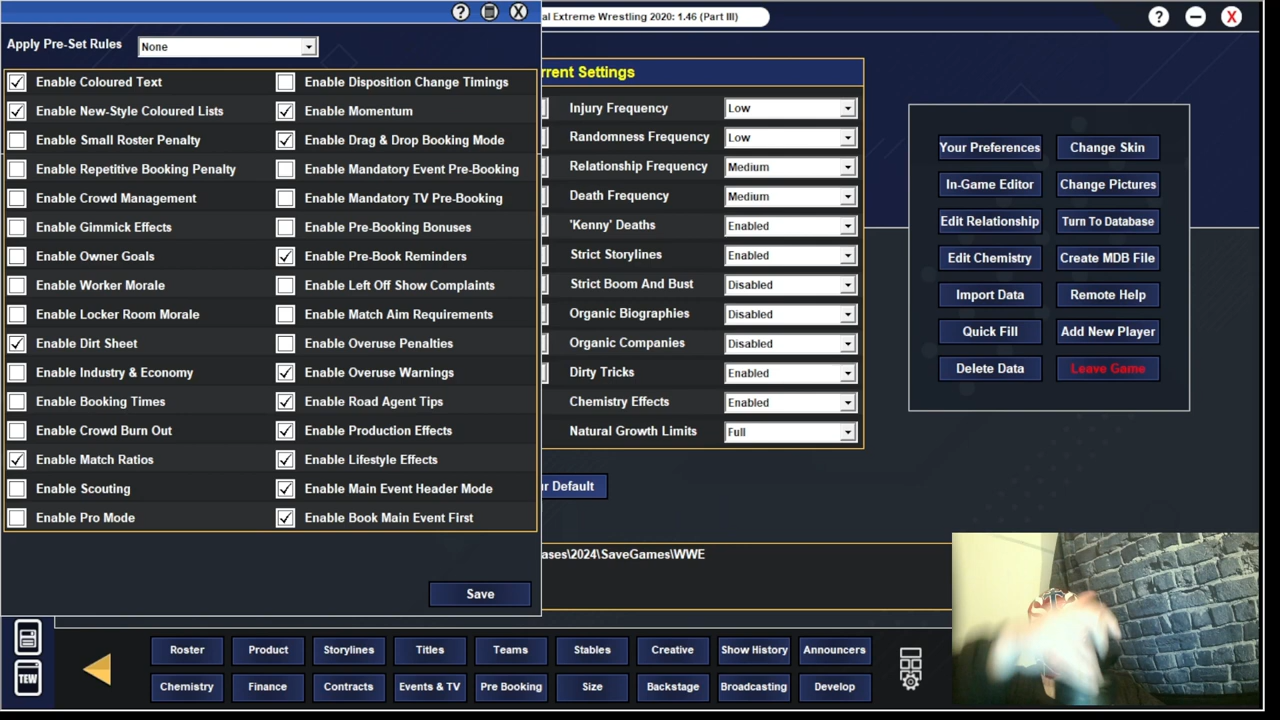 al Extreme Wrestling 2020: 1.46 (Part III)
Apply Pre-Set Rules
None
Enable Coloured Text
Enable Disposition Change Timings
Enable New-Style Coloured Lists
Enable Momentum
Enable Small Roster Penalty
Enable Drag & Drop Booking Mode
Enable Repetitive Booking Penalty
Enable Mandatory Event Pre-Booking
Enable Crowd Management
Enable Mandatory TV Pre-Booking
Enable Gimmick Effects
Enable Pre-Booking Bonuses
Enable Owner Goals
Enable Pre-Book Reminders
Enable Worker Morale
Enable Left Off Show Complaints
Enable Locker Room Morale
Enable Match Aim Requirements
Enable Dirt Sheet
Enable Overuse Penalties
Enable Industry & Economy
Enable Overuse Warnings
Enable Booking Times
Enable Road Agent Tips
Enable Crowd Burn Out
Enable Production Effects
Enable Match Ratios
Enable Lifestyle Effects
Enable Scouting
Enable Main Event Header Mode
Enable Pro Mode
Enable Book Main Event First
Save
rrent Settings
Injury Frequency Low
Randomness Frequency Low
Relationship Frequency Medium
Death Frequency Medium
'Kenny' Deaths Enabled
Strict Storylines Enabled
Strict Boom And Bust Disabled
Organic Biographies Disabled
Organic Companies Disabled
Dirty Tricks Enabled
Chemistry Effects Enabled
Natural Growth Limits Full
ur Default
ases\2024\SaveGames\WWE
Your Preferences Change Skin
In-Game Editor Change Pictures
Edit Relationship Turn To Database
Edit Chemistry Create MDB File
Import Data Remote Help
Quick Fill Add New Player
Delete Data Leave Game
TEW
Roster Product Storylines Titles Teams Stables Creative Show History Announcers
Chemistry Finance Contracts Events & TV Pre Booking Size Backstage Broadcasting Develop